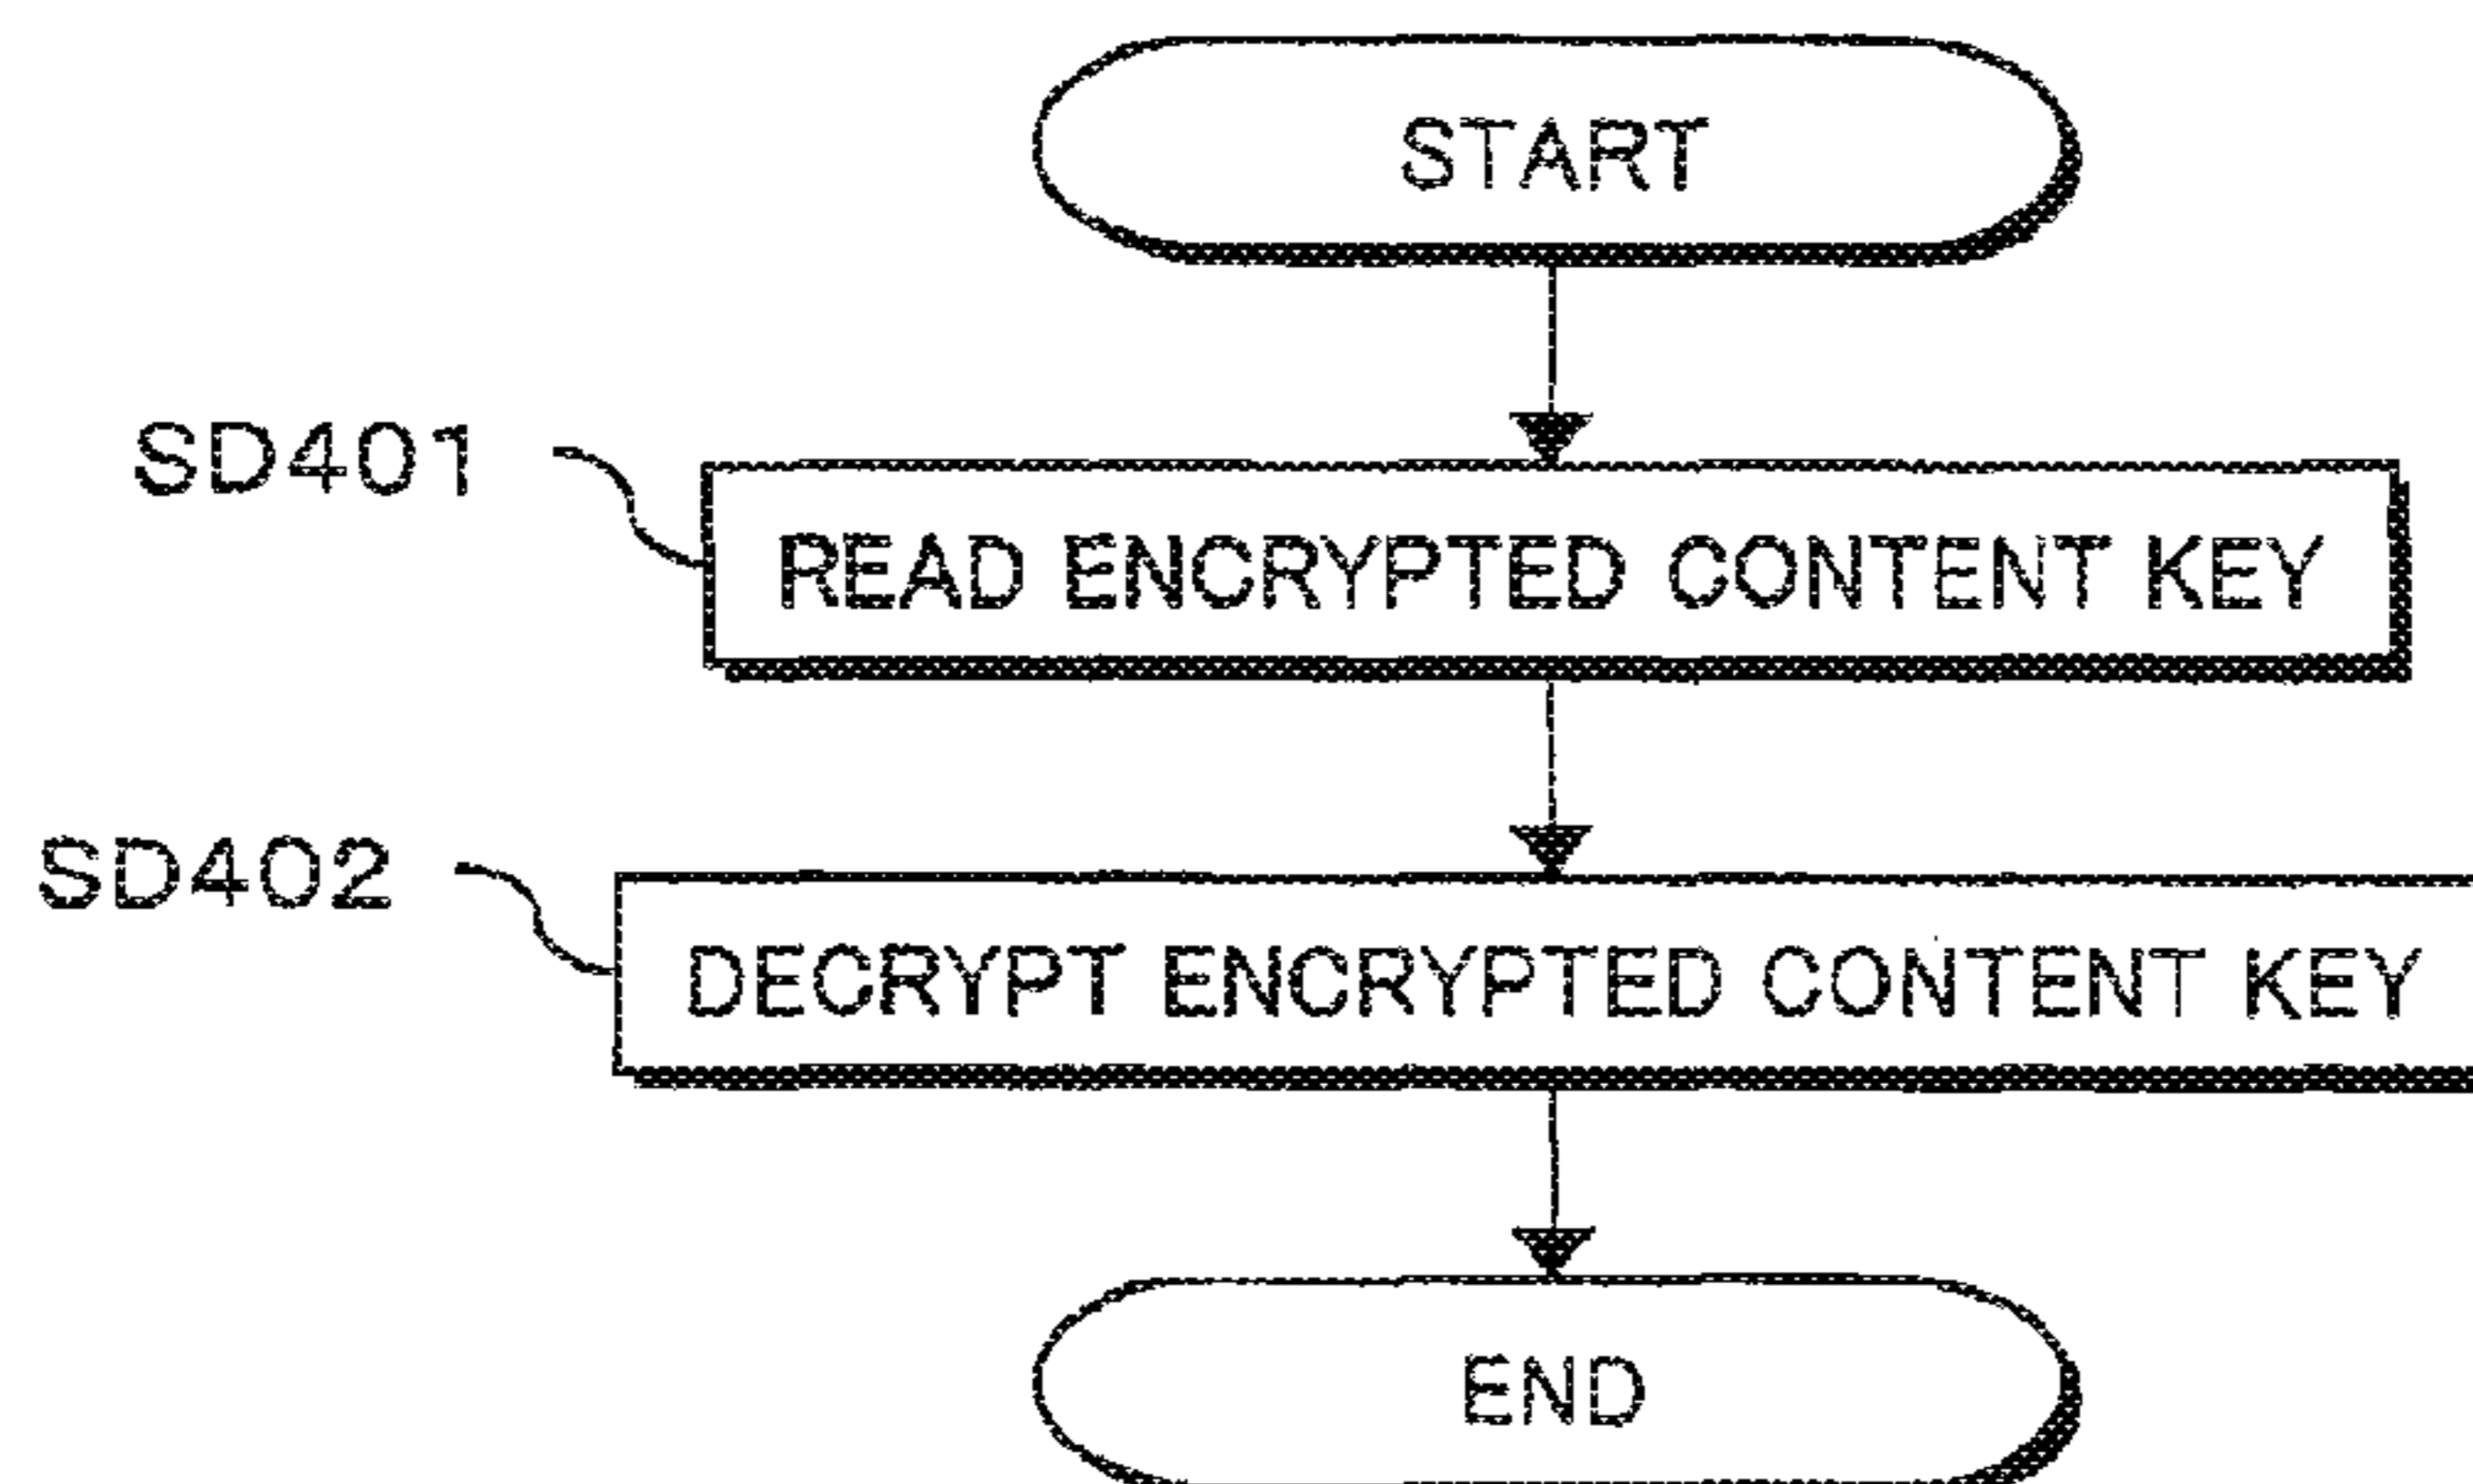 START
SD401
READ ENCRYPTED CONTENT KEY
SD402
DECRYPT ENCRYPTED CONTENT KEY
END